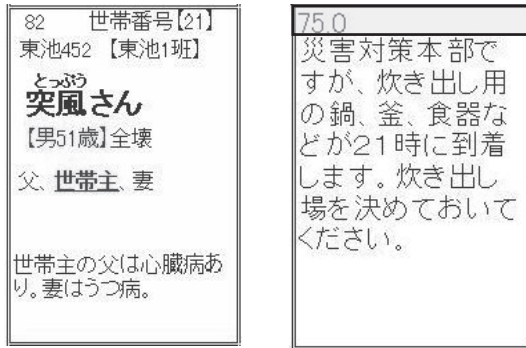 82 世帯番号【21】
東池452 【東池1班】
とっぷう
突風さん
【男51歳】全壊
父、世帯主、妻
世帯主の父は心臓病あ
り。妻はうつ病。
75.0
災害対策本部で
すが、炊き出し用
の鍋、釜、食器な
どが21時に到着
します。炊き出し
場を決めておいて
ください。